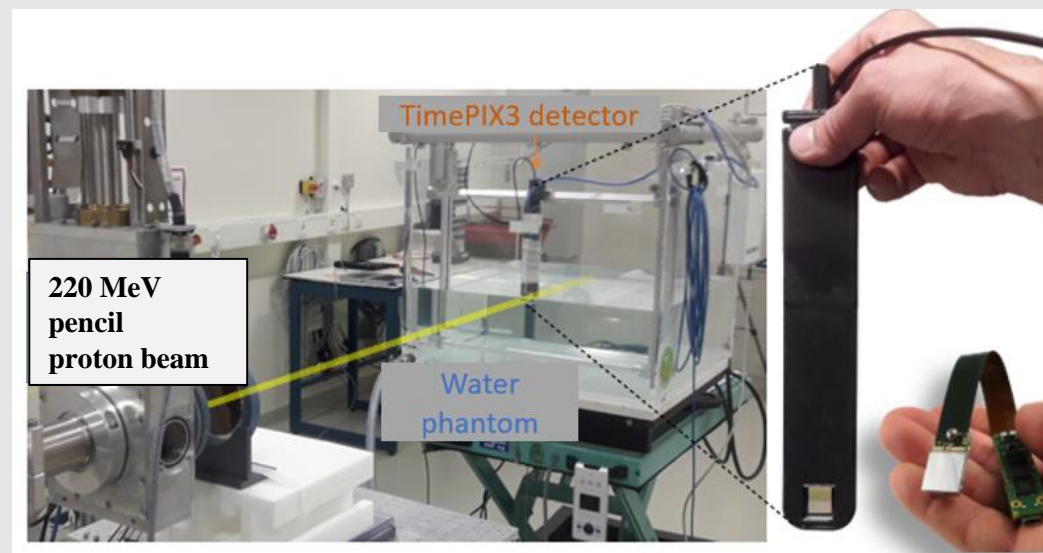 TimePIX3 detector
220 MeV
pencil
proton beam
Water
phantom